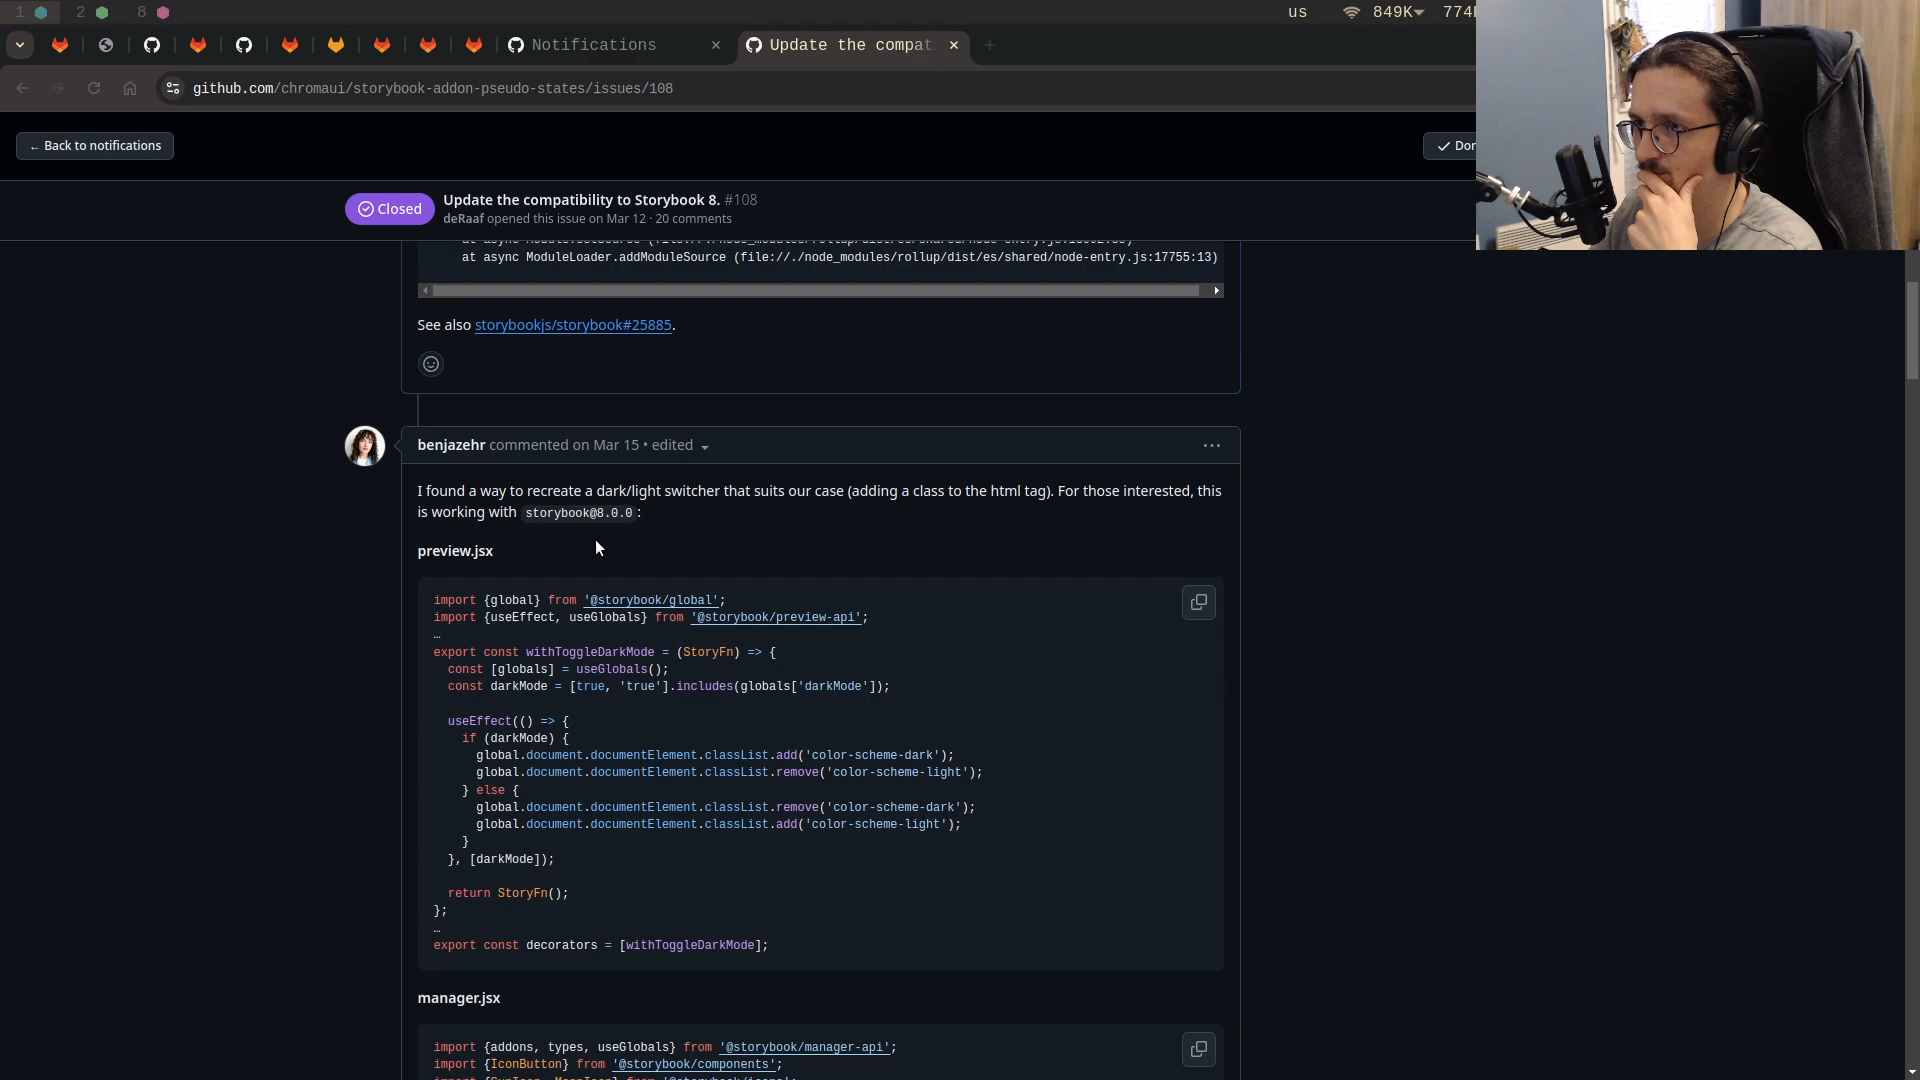 1 2 8 us 849K 774
Notifications × Update the compat × +
github.com/chromaui/storybook-addon-pseudo-states/issues/108
← Back to notifications
Closed
Update the compatibility to Storybook 8. #108
deRaaf opened this issue on Mar 12 · 20 comments
at async ModuleLoader.addModuleSource (file://./node_modules/rollup/dist/es/shared/node-entry.js:17755:13)
See also storybookjs/storybook#25885.
benjazehr commented on Mar 15 • edited
I found a way to recreate a dark/light switcher that suits our case (adding a class to the html tag). For those interested, this
is working with storybook@8.0.0 :
preview.jsx
import {global} from '@storybook/global';
import {useEffect, useGlobals} from '@storybook/preview-api';
…
export const withToggleDarkMode = (StoryFn) => {
const [globals] = useGlobals();
const darkMode = [true, 'true'].includes(globals['darkMode']);
useEffect(() => {
if (darkMode) {
global.document.documentElement.classList.add('color-scheme-dark');
global.document.documentElement.classList.remove('color-scheme-light');
} else {
global.document.documentElement.classList.remove('color-scheme-dark');
global.document.documentElement.classList.add('color-scheme-light');
}
}, [darkMode]);
return StoryFn();
};
…
export const decorators = [withToggleDarkMode];
manager.jsx
import {addons, types, useGlobals} from '@storybook/manager-api';
import {IconButton} from '@storybook/components';